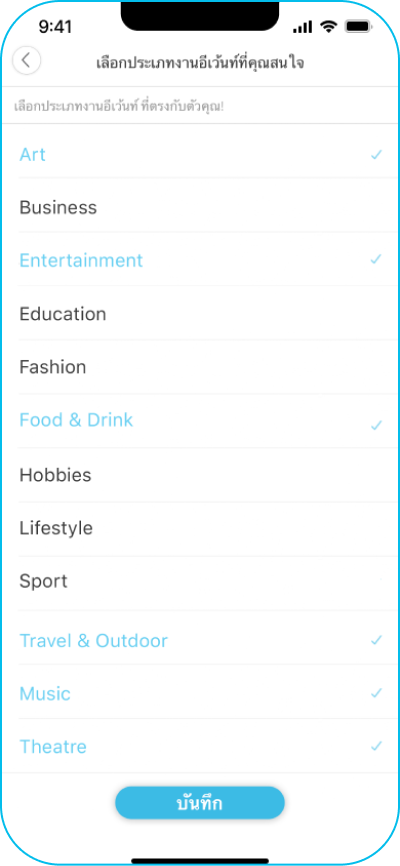 9:41
เลือกประเภทงานอีเว้นท์ที่คุณสนใจ
เลือกประเภทงานอีเว้นท์ ที่ตรงกับตัวคุณ!
Art
Business
Entertainment
Education
Fashion
Food & Drink
Hobbies
Lifestyle
Sport
Travel & Outdoor
Music
Theatre
บันทึก